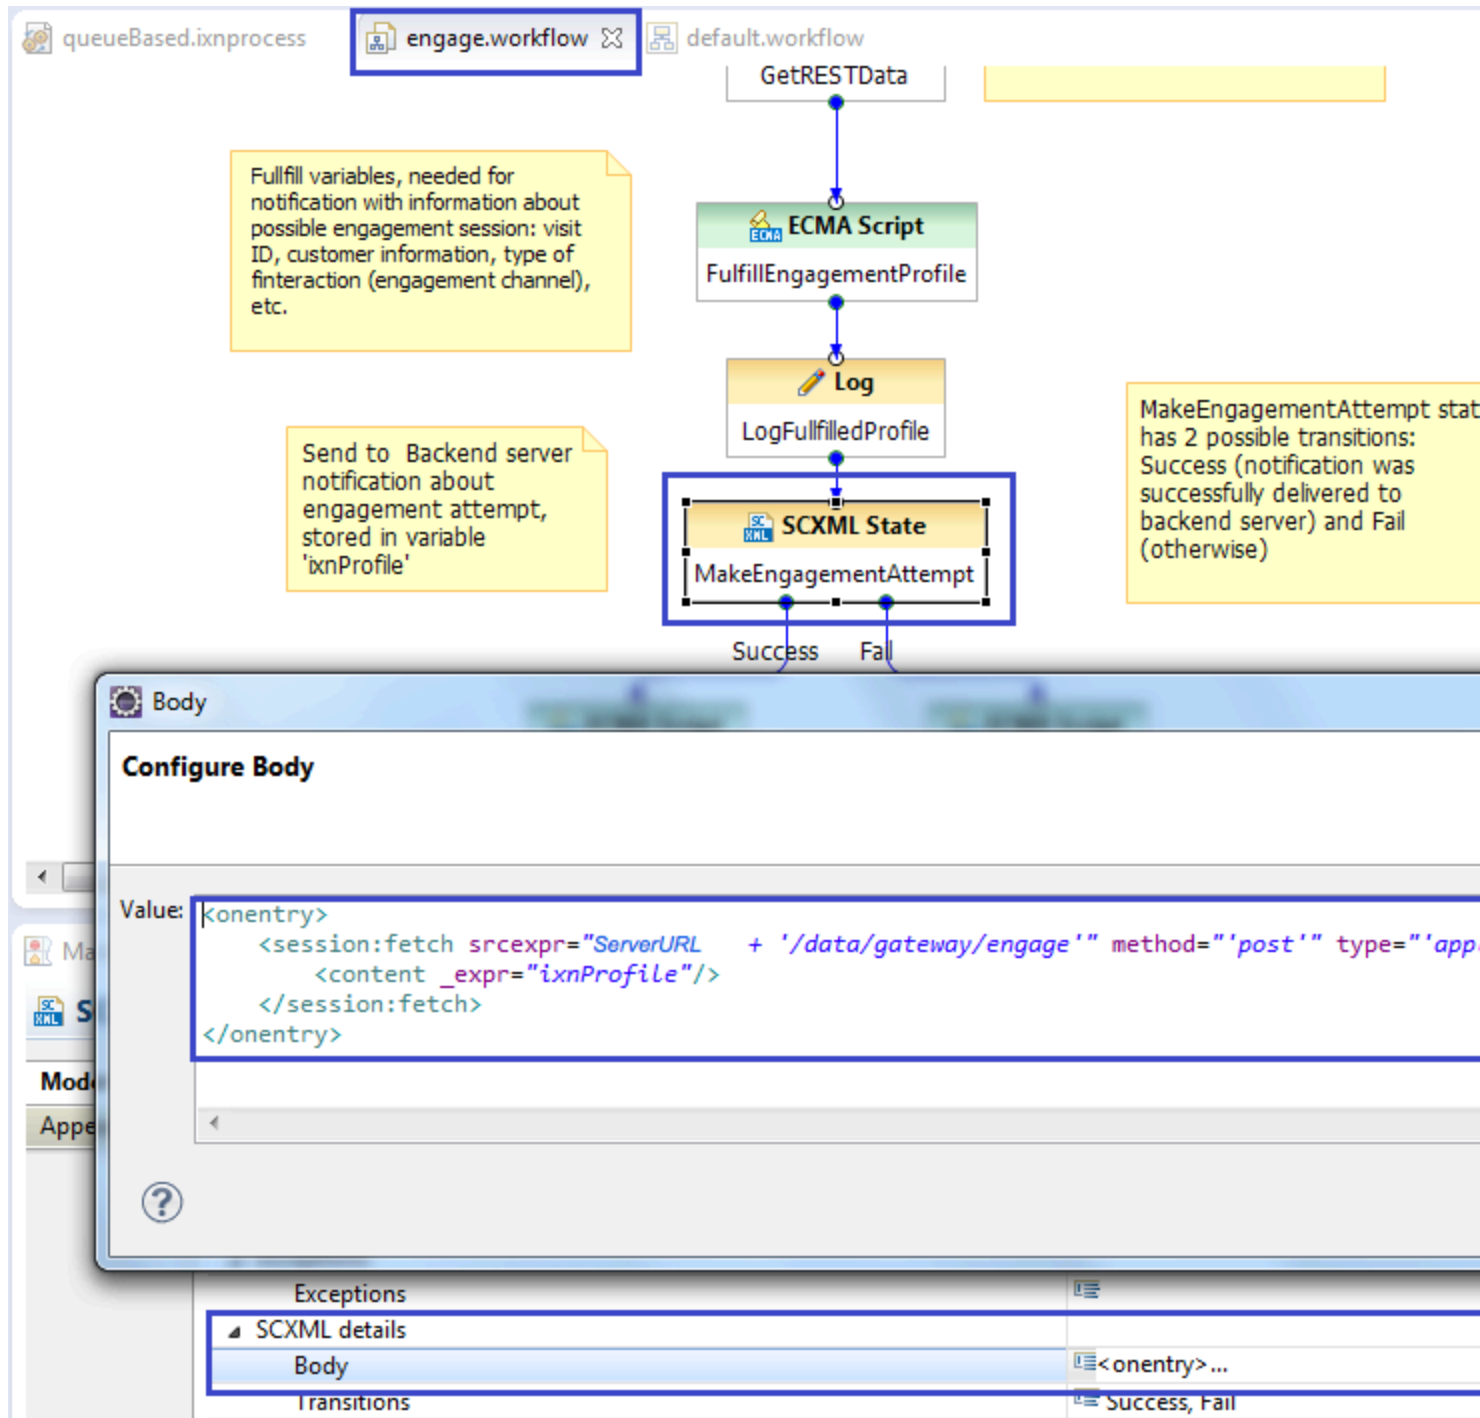 queueBased.ixnprocess
engage.workflow
default.workflow
GetRESTData
Fullfill variables, needed for
notification with information about
possible engagement session: visit
ID, customer information, type of
finteraction (engagement channel),
etc.
ECMA Script
FulfillEngagementProfile
Log
LogFullfilledProfile
Send to  Backend server
notification about
engagement attempt,
stored in variable
'ixnProfile'
MakeEngagementAttempt stat
has 2 possible transitions:
Success (notification was
successfully delivered to
backend server) and Fail
(otherwise)
SCXML State
MakeEngagementAttempt
Success
Fail
Body
Configure Body
Value:
<onentry>
<session:fetch srcexpr="ServerURL + '/data/gateway/engage'" method="'post'" type="'app
<content _expr="ixnProfile"/>
</session:fetch>
</onentry>
Ma
S
Mod
Appe
Exceptions
SCXML details
Body
<onentry>...
Transitions
Success, Fail